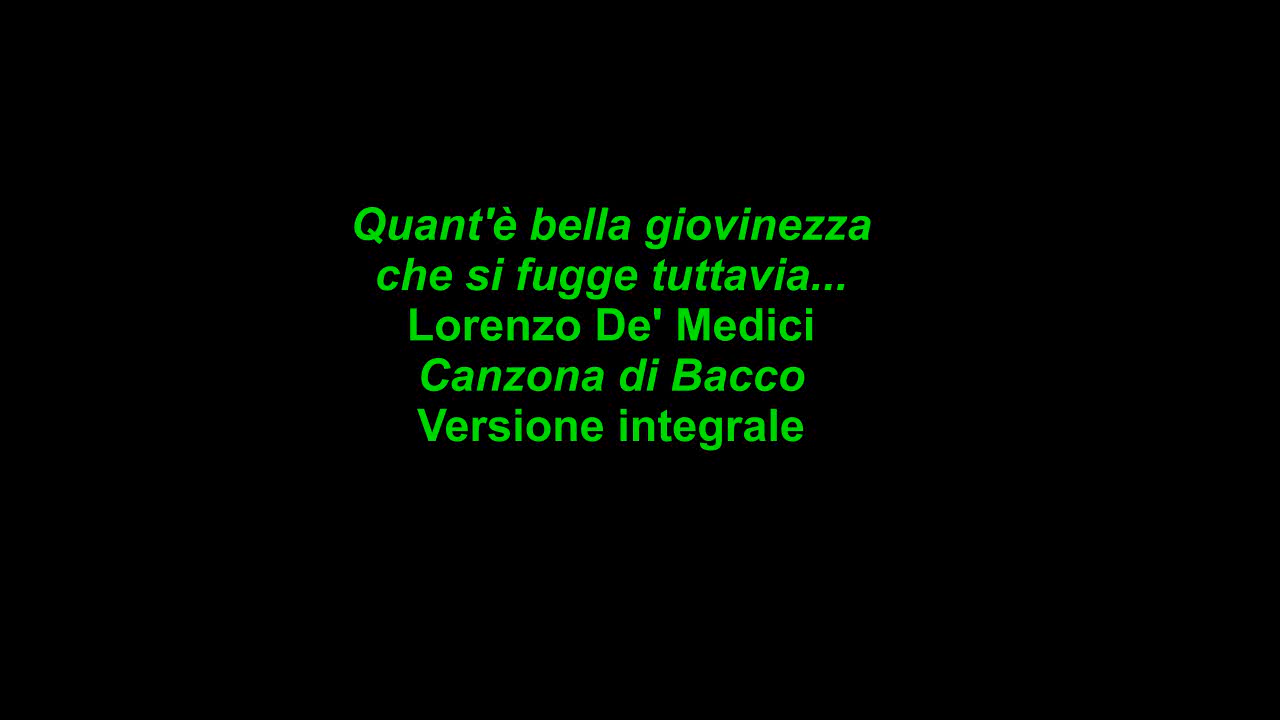 Quant'è bella giovinezza
che si fugge tuttavia...
Lorenzo De' Medici
Canzona di Bacco
Versione integrale